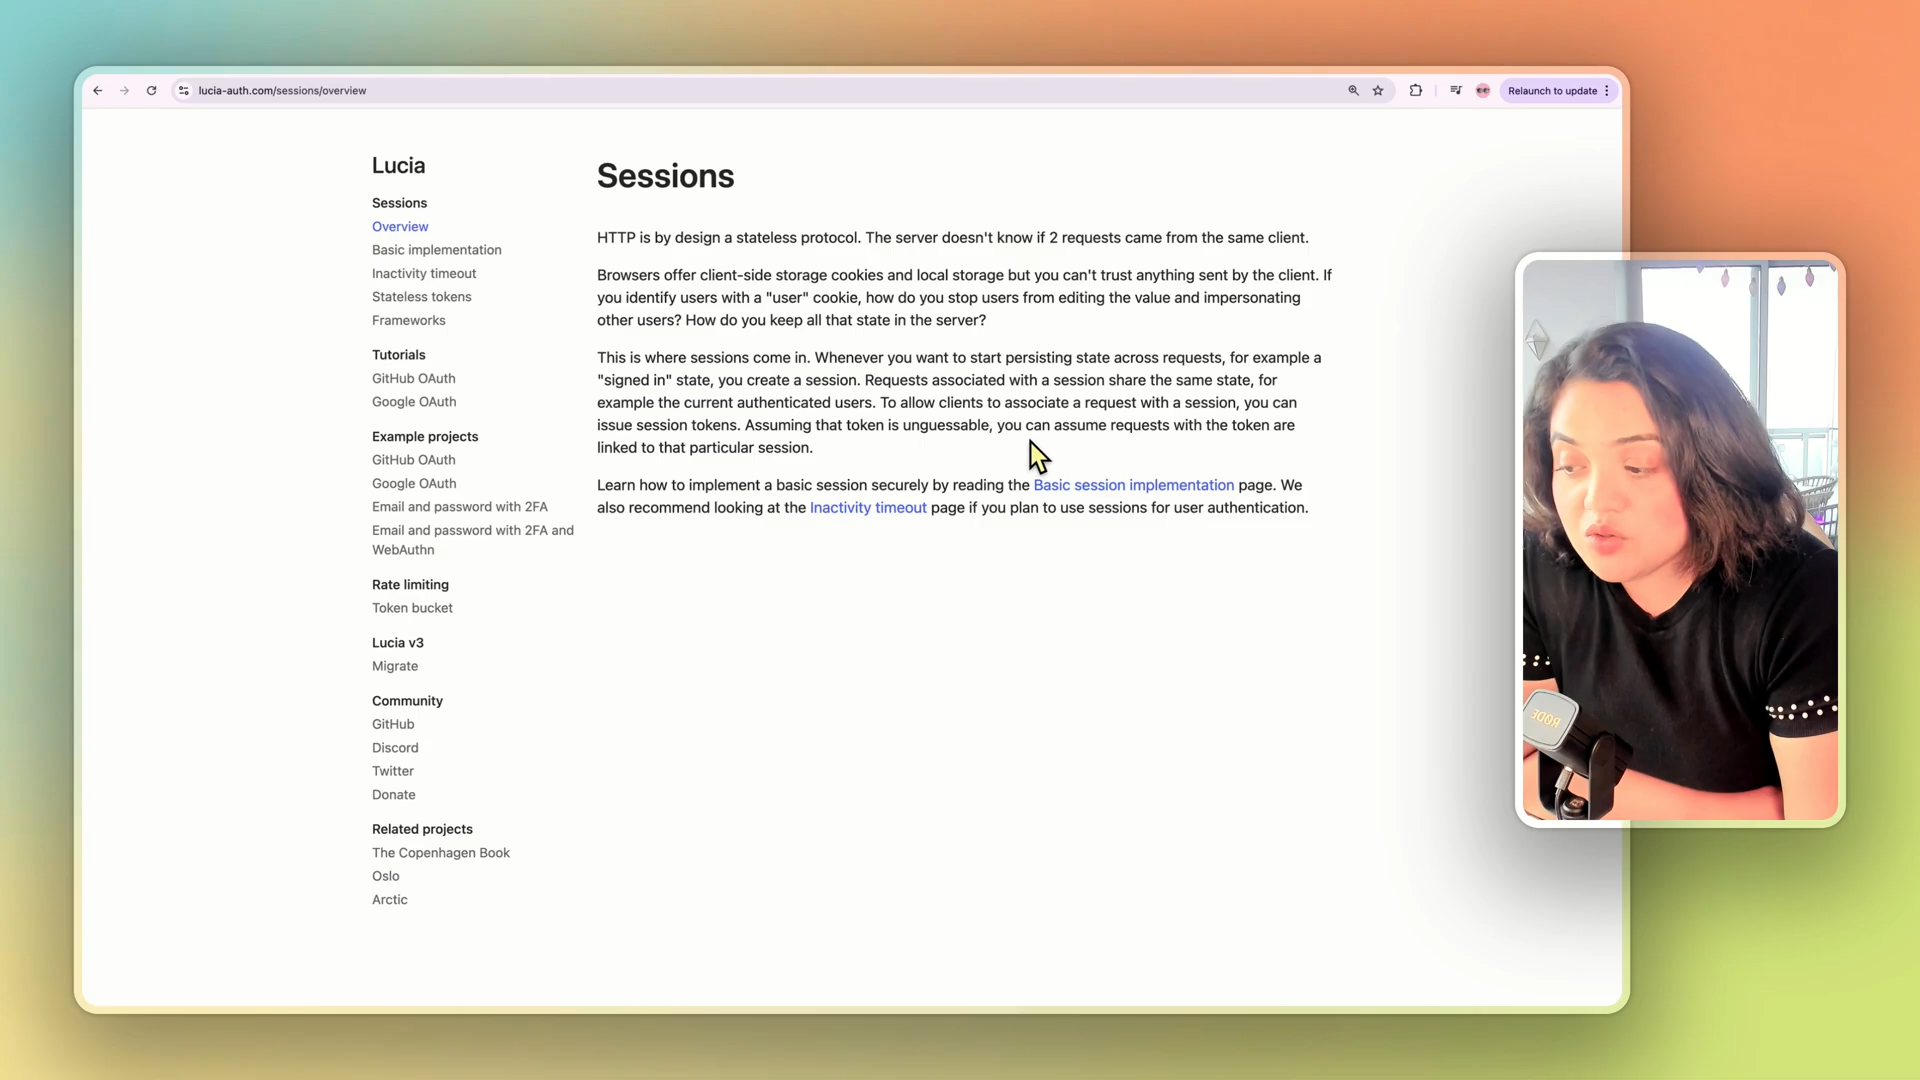 lucia-auth.com/sessions/overview
Relaunch to update
Lucia
Sessions
Overview
Basic implementation
Inactivity timeout
Stateless tokens
Frameworks
Tutorials
GitHub OAuth
Google OAuth
Example projects
GitHub OAuth
Google OAuth
Email and password with 2FA
Email and password with 2FA and
WebAuthn
Rate limiting
Token bucket
Lucia v3
Migrate
Community
GitHub
Discord
Twitter
Donate
Related projects
The Copenhagen Book
Oslo
Arctic
Sessions
HTTP is by design a stateless protocol. The server doesn't know if 2 requests came from the same client.
Browsers offer client-side storage cookies and local storage but you can't trust anything sent by the client. If
you identify users with a "user" cookie, how do you stop users from editing the value and impersonating
other users? How do you keep all that state in the server?
This is where sessions come in. Whenever you want to start persisting state across requests, for example a
"signed in" state, you create a session. Requests associated with a session share the same state, for
example the current authenticated users. To allow clients to associate a request with a session, you can
issue session tokens. Assuming that token is unguessable, you can assume requests with the token are
linked to that particular session.
Learn how to implement a basic session securely by reading the Basic session implementation page. We
also recommend looking at the Inactivity timeout page if you plan to use sessions for user authentication.
RODE